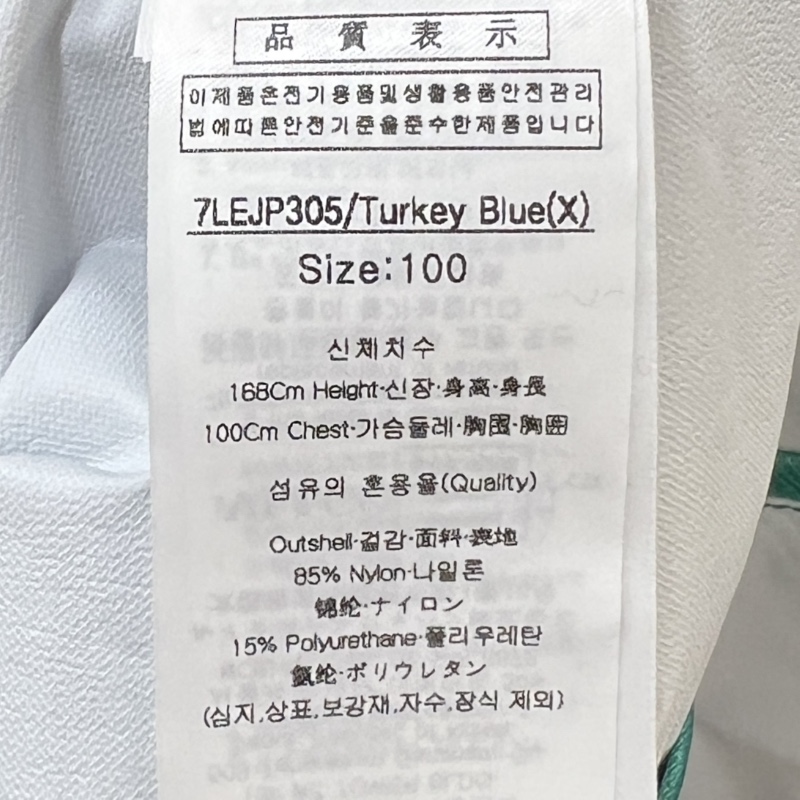 品質表示
이제품은전기용품및생활용품안전관리
법에따른안전기준을준수한제품입니다
7LEJP305/Turkey Blue(X)
Size:100
신체치수
168Cm Height·신장·身高·身長
100Cm Chest·가슴둘레·胸围·胸囲
섬유의 혼용율(Quality)
Outshell·겉감·面料·表地
85% Nylon·나일론
锦纶·ナイロン
15% Polyurethane·폴리우레탄
氨纶·ポリウレタン
(심지,상표,보강재,자수,장식 제외)